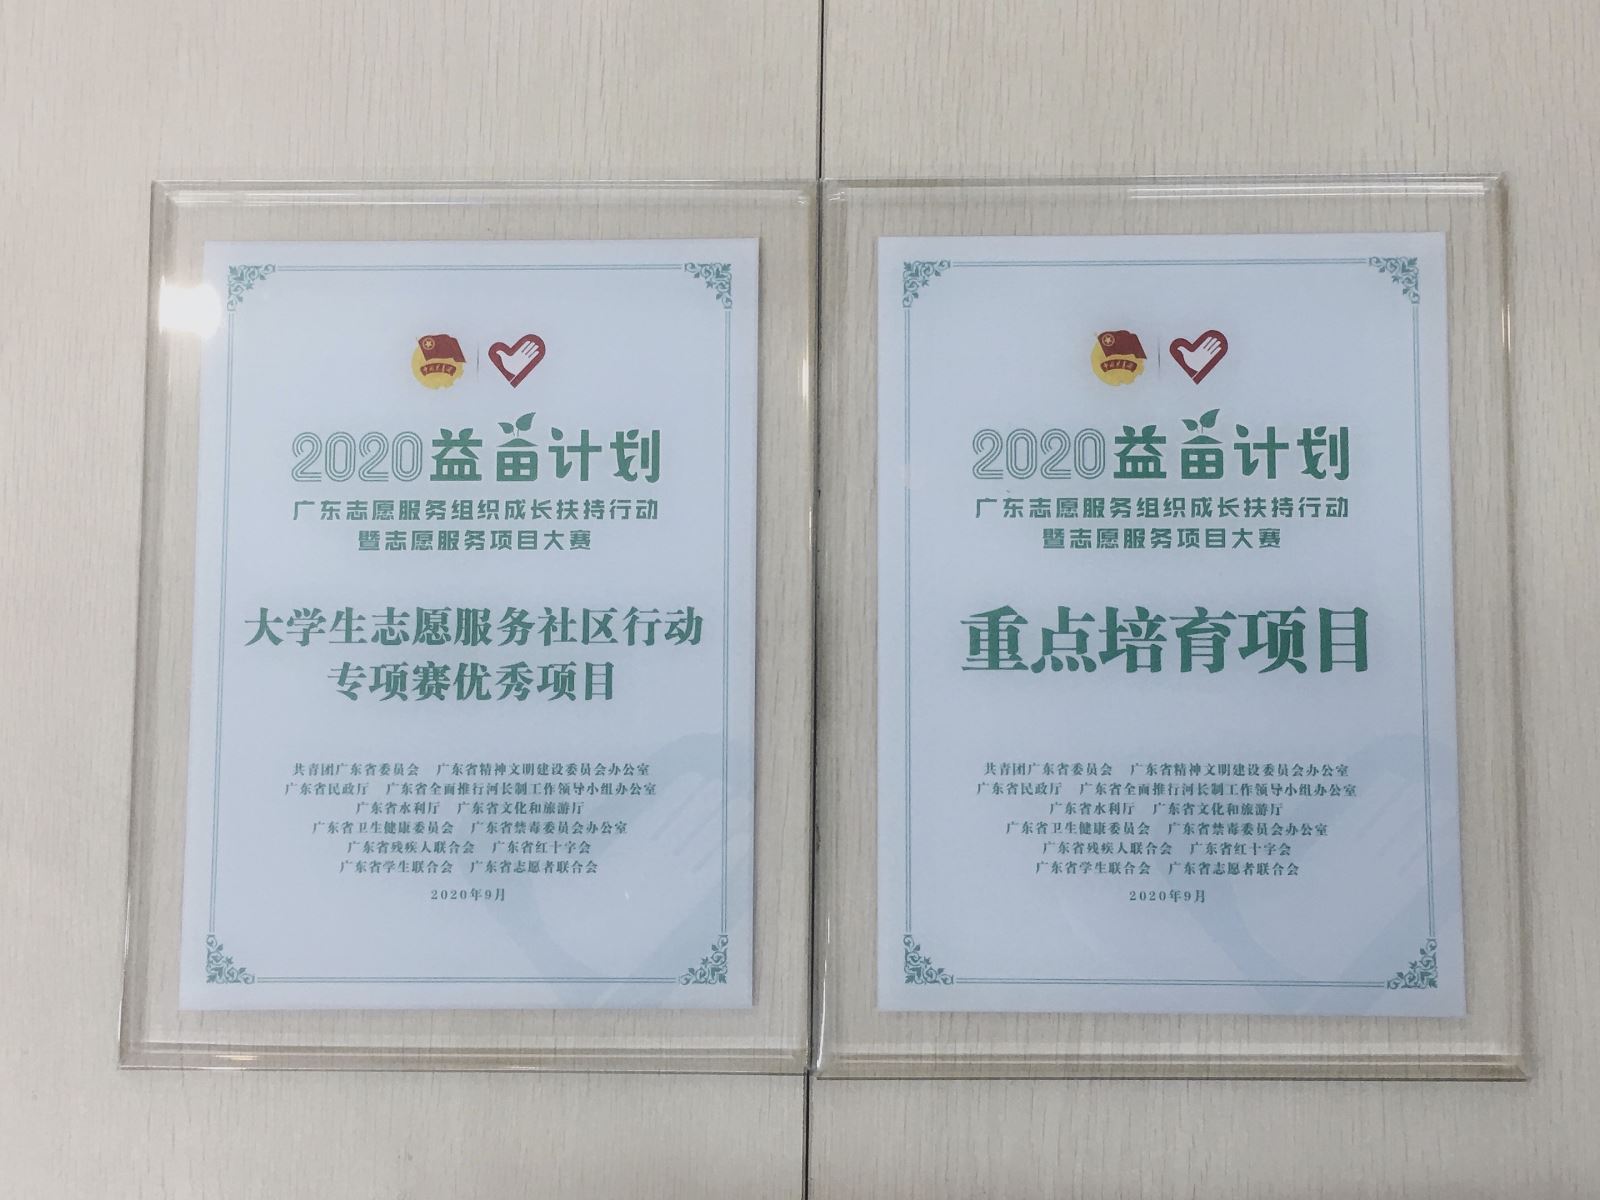 2020益苗计划
广东志愿服务组织成长扶持行动
暨志愿服务项目大赛
大学生志愿服务社区行动
专项赛优秀项目
共青团广东省委员会 广东省精神文明建设委员会办公室
广东省民政厅 广东省全面推行河长制工作领导小组办公室
广东省水利厅 广东省文化和旅游厅
广东省卫生健康委员会 广东省禁毒委员会办公室
广东省残疾人联合会 广东省红十字会
广东省学生联合会 广东省志愿者联合会
2020年9月
2020益苗计划
广东志愿服务组织成长扶持行动
暨志愿服务项目大赛
重点培育项目
共青团广东省委员会 广东省精神文明建设委员会办公室
广东省民政厅 广东省全面推行河长制工作领导小组办公室
广东省水利厅 广东省文化和旅游厅
广东省卫生健康委员会 广东省禁毒委员会办公室
广东省残疾人联合会 广东省红十字会
广东省学生联合会 广东省志愿者联合会
2020年9月